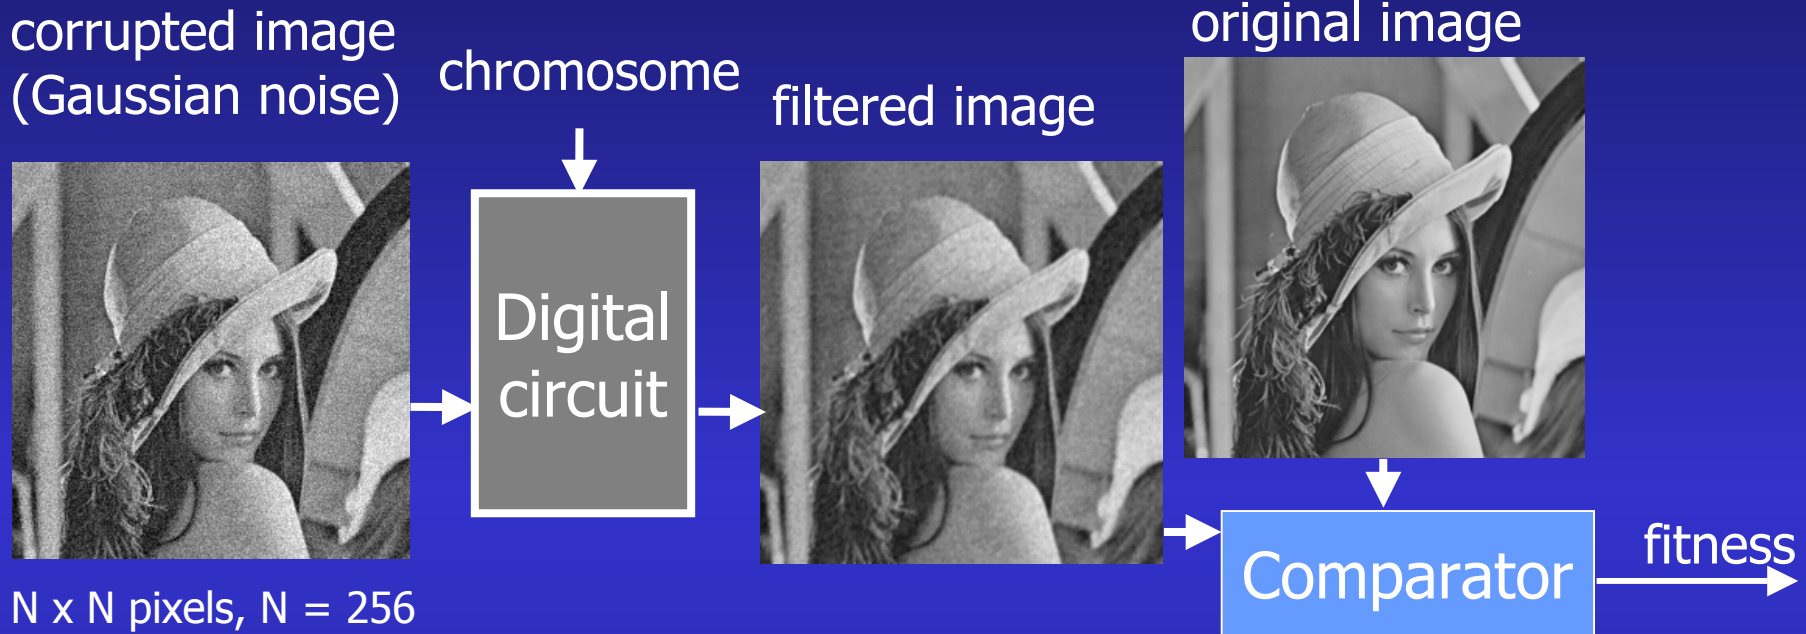 corrupted image
(Gaussian noise)
chromosome
filtered image
original image
Digital
circuit
Comparator
fitness
N x N pixels, N = 256